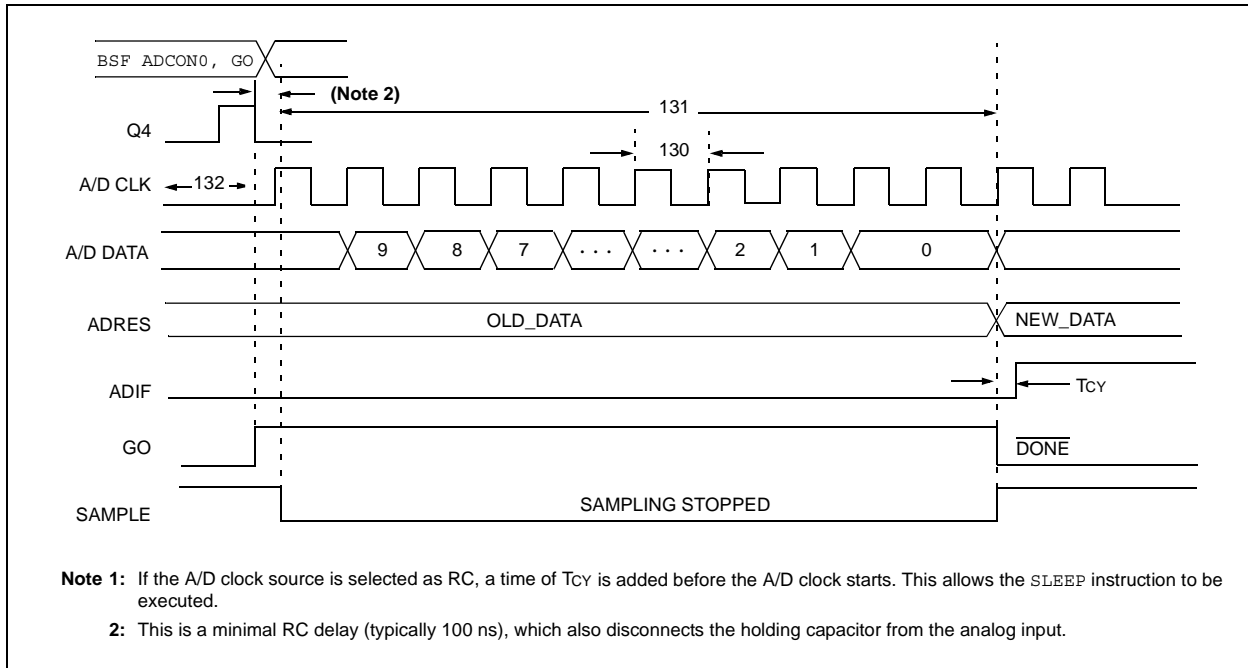 BSF ADCON0, GO
(Note 2)
131
Q4
130
A/D CLK
132
A/D DATA
9 8 7 . . . . . . 2 1 0
ADRES
OLD_DATA
NEW_DATA
ADIF
TCY
GO
DONE
SAMPLE
SAMPLING STOPPED
Note 1: If the A/D clock source is selected as RC, a time of TCY is added before the A/D clock starts. This allows the SLEEP instruction to be
executed.
2: This is a minimal RC delay (typically 100 ns), which also disconnects the holding capacitor from the analog input.